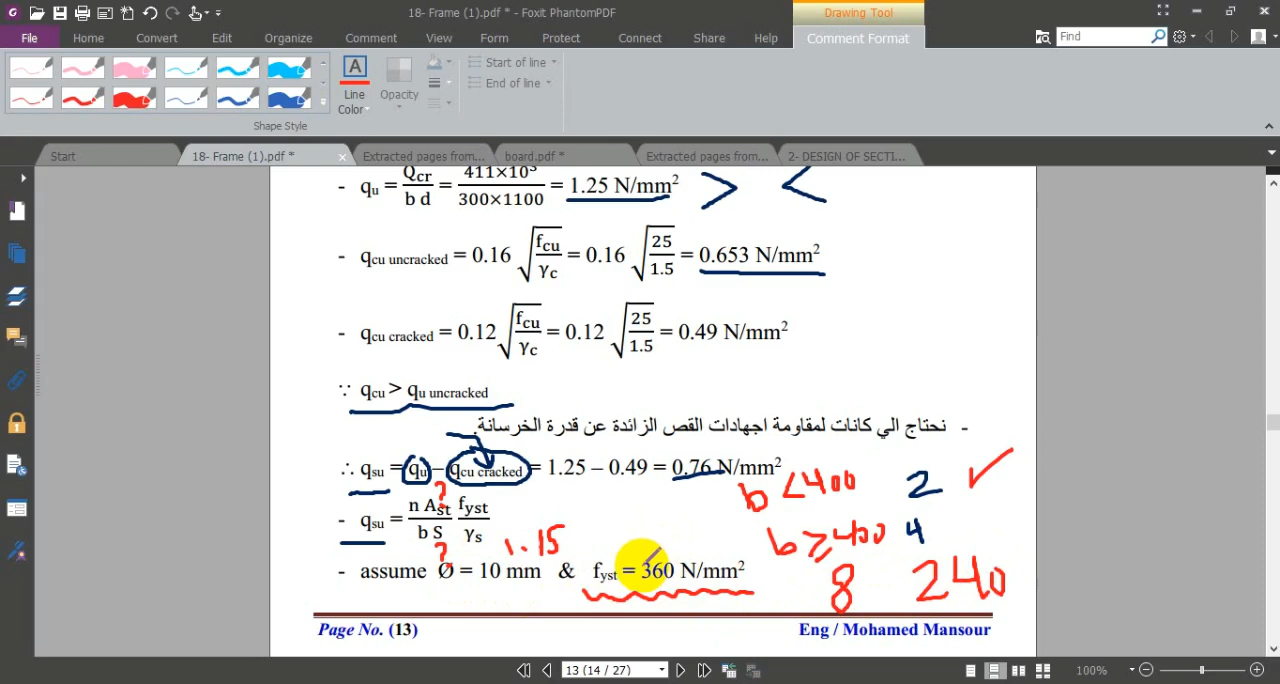 18- Frame (1).pdf * - Foxit PhantomPDF
Drawing Tool
File Home Convert Edit Organize Comment View Form Protect Connect Share Help Comment Format
Find
Start of line
End of line
Line Color
Opacity
Shape Style
Start
18- Frame (1).pdf *
Extracted pages from...
board.pdf *
Extracted pages from...
2- DESIGN OF SECTI...
- qu = Qcr / b d = 411×10³ / 300×1100 = 1.25 N/mm² > <
- qcu uncracked = 0.16 √(fcu / γc) = 0.16 √(25 / 1.5) = 0.653 N/mm²
- qcu cracked = 0.12 √(fcu / γc) = 0.12 √(25 / 1.5) = 0.49 N/mm²
∵ qcu > qu uncracked
- نحتاج الي كانات لمقاومة اجهادات القص الزائدة عن قدرة الخرسانة.
∴ qsu = qu − qcu cracked = 1.25 − 0.49 = 0.76 N/mm²
b < 400 2 ✓
- qsu = n Ast / b S fyst / γs
? ? 1.15
b ≥ 400 4
- assume Ø = 10 mm & fyst = 360 N/mm²
8 240
Page No. (13)
Eng / Mohamed Mansour
13 (14 / 27)
100%